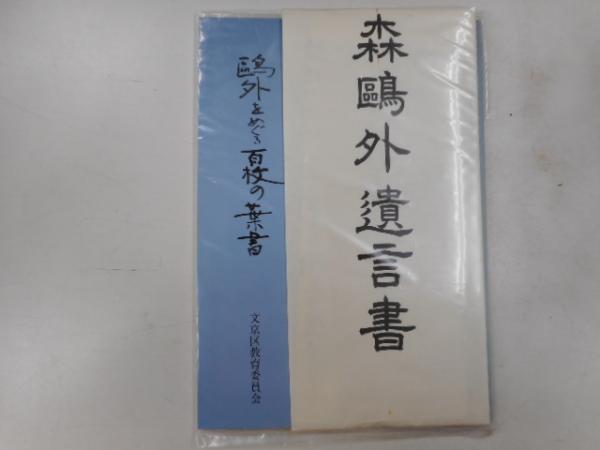 森鷗外遺言書
鷗外をめぐる百枚の葉書
文京区教育委員会